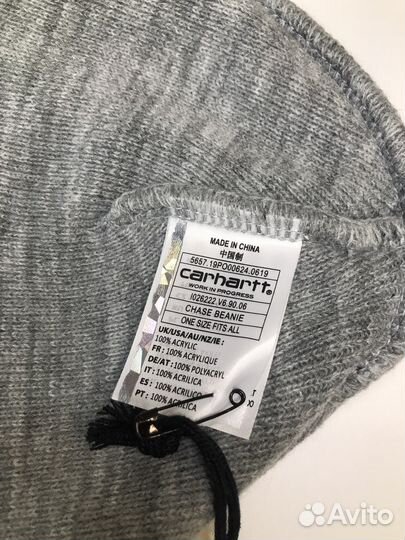 MADE IN CHINA
中国制
5657.19PO00624.0619
carhartt
WORK IN PROGRESS
I026222.V6.90.06
CHASE BEANIE
ONE SIZE FITS ALL
UK/USA/AU/NZ/IE:
100% ACRYLIC
FR: 100% ACRYLIQUE
DE/AT: 100% POLYACRYL
IT: 100% ACRILICA
ES: 100% ACRILICO
PT: 100% ACRILICA
Avito